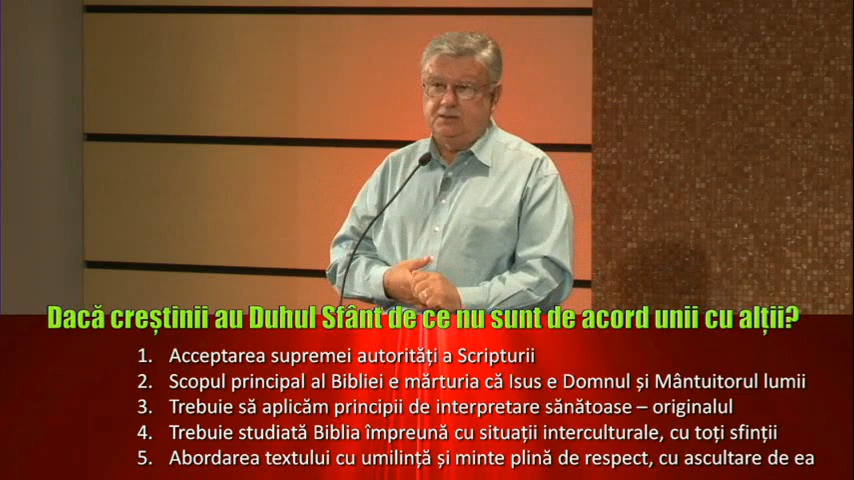 Dacă creștinii au Duhul Sfânt de ce nu sunt de acord unii cu alții?
1. Acceptarea supremei autorități a Scripturii
2. Scopul principal al Bibliei e mărturia că Isus e Domnul și Mântuitorul lumii
3. Trebuie să aplicăm principii de interpretare sănătoase – originalul
4. Trebuie studiată Biblia împreună cu situații interculturale, cu toți sfinții
5. Abordarea textului cu umilință și minte plină de respect, cu ascultare de ea